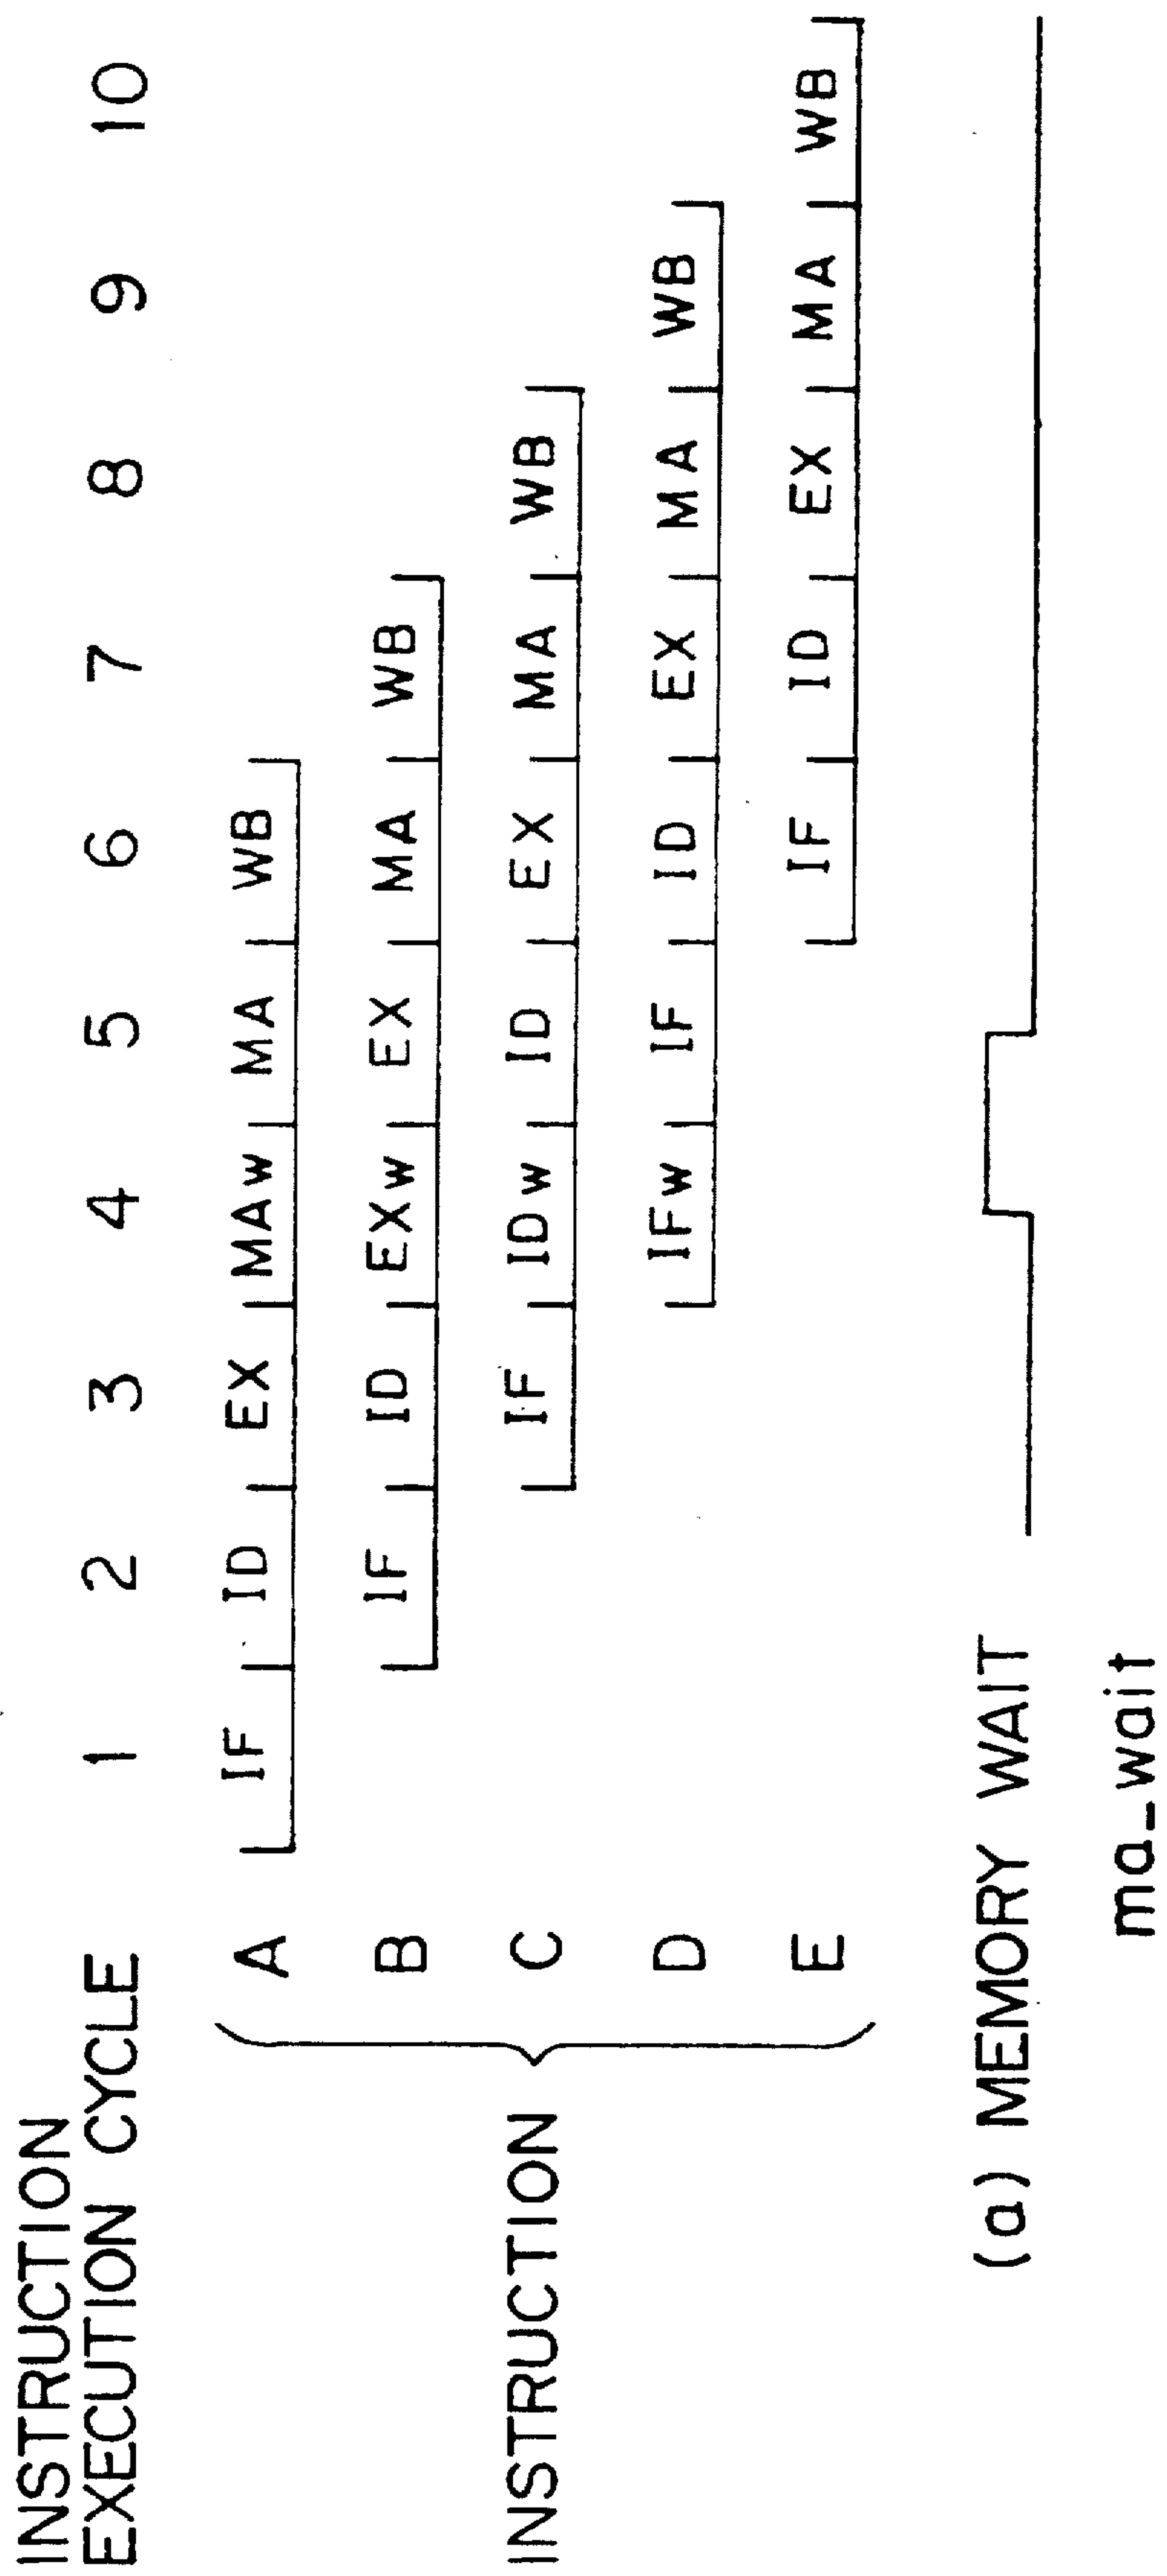 INSTRUCTION
EXECUTION CYCLE 1 2 3 4 5 6 7 8 9 10
A IF ID EX MAw MA WB
B IF ID EXw EX MA WB
INSTRUCTION C IF IDw ID EX MA WB
D IFw IF ID EX MA WB
E IF ID EX MA WB
(a) MEMORY WAIT
ma_wait